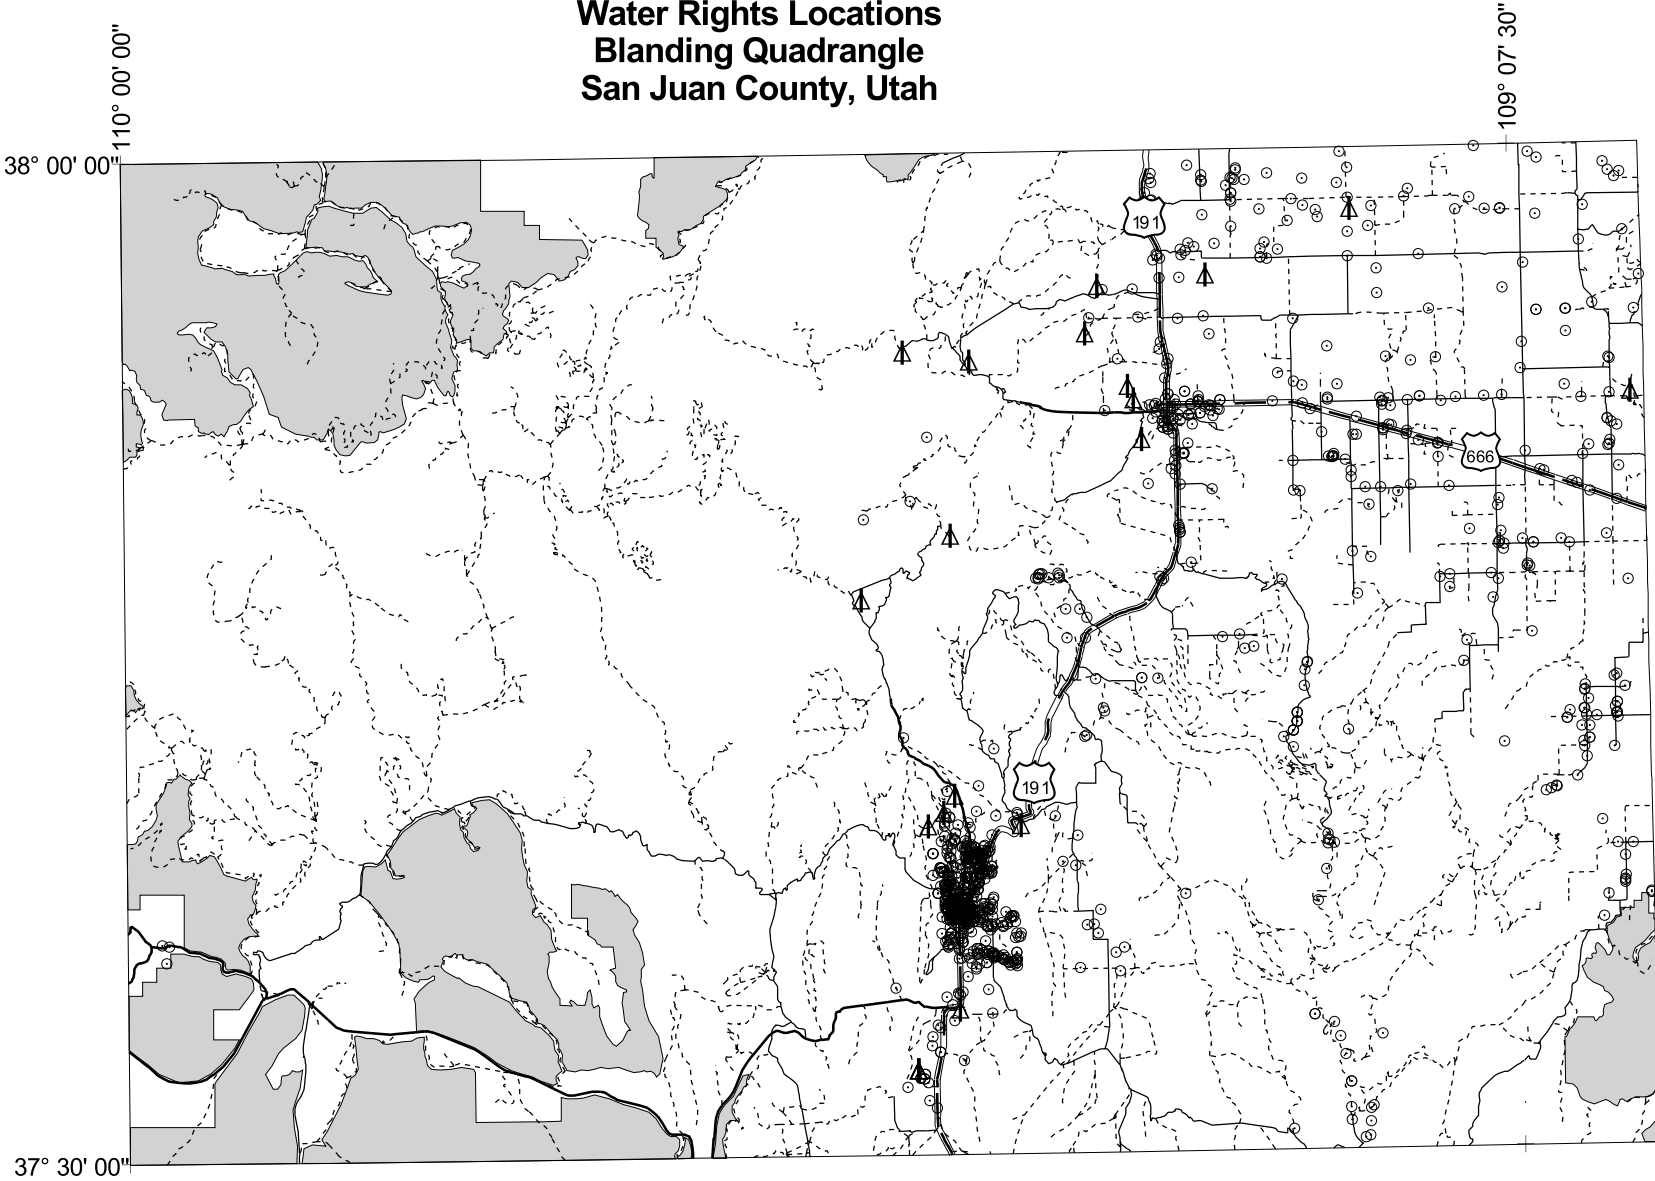 Water Rights Locations
Blanding Quadrangle
San Juan County, Utah
110° 00' 00"
109° 07' 30"
38° 00' 00"
191
666
191
37° 30' 00"